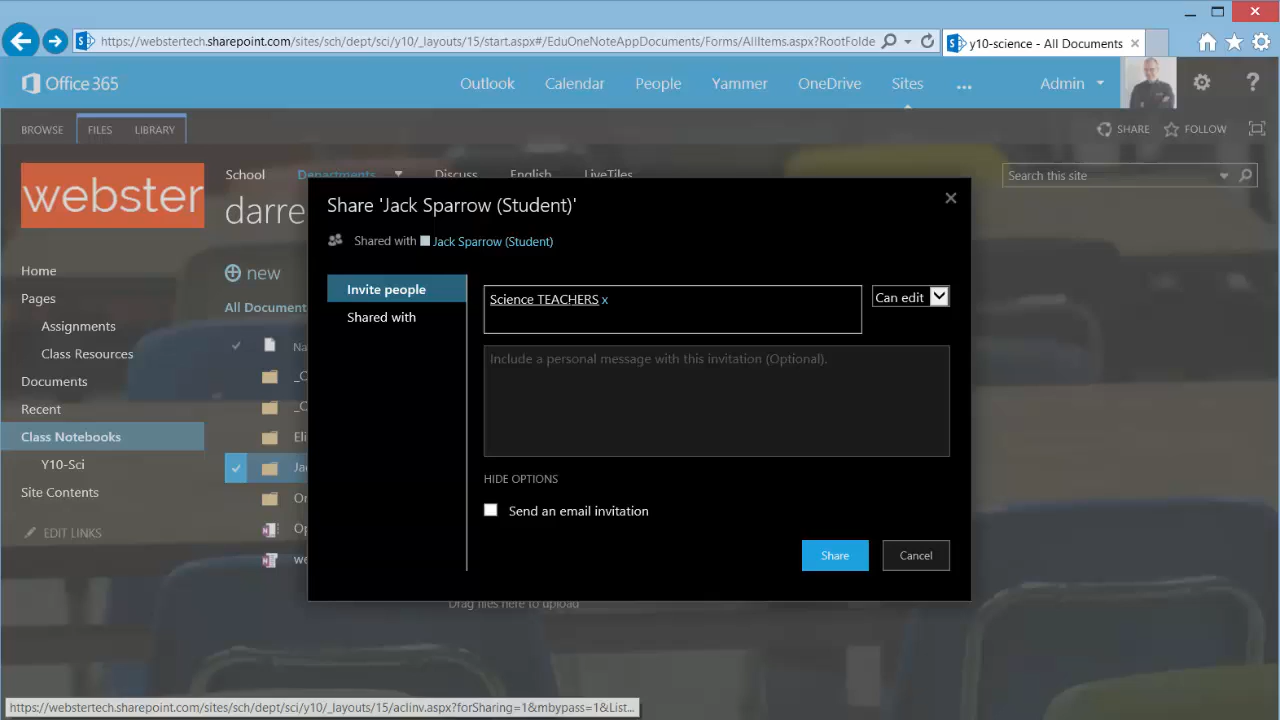 https://webstertech.sharepoint.com/sites/sch/dept/sci/y10/_layouts/15/start.aspx#/EduOneNoteAppDocuments/Forms/AllItems.aspx?RootFolde
y10-science - All Documents
Office 365
Outlook
Calendar
People
Yammer
OneDrive
Sites
...
Admin
?
BROWSE
FILES
LIBRARY
SHARE
FOLLOW
webster
School
Departments
Discuss
English
LiveTiles
Search this site
darre
Home
Pages
Assignments
Class Resources
Documents
Recent
Class Notebooks
Y10-Sci
Site Contents
EDIT LINKS
new
All Documen
Na
_C
_C
Eli
Ja
Or
Op
we
Drag files here to upload
Share 'Jack Sparrow (Student)'
Shared with Jack Sparrow (Student)
Invite people
Shared with
Science TEACHERS x
Can edit
Include a personal message with this invitation (Optional).
HIDE OPTIONS
Send an email invitation
Share
Cancel
https://webstertech.sharepoint.com/sites/sch/dept/sci/y10/_layouts/15/aclinv.aspx?forSharing=1&mbypass=1&List...